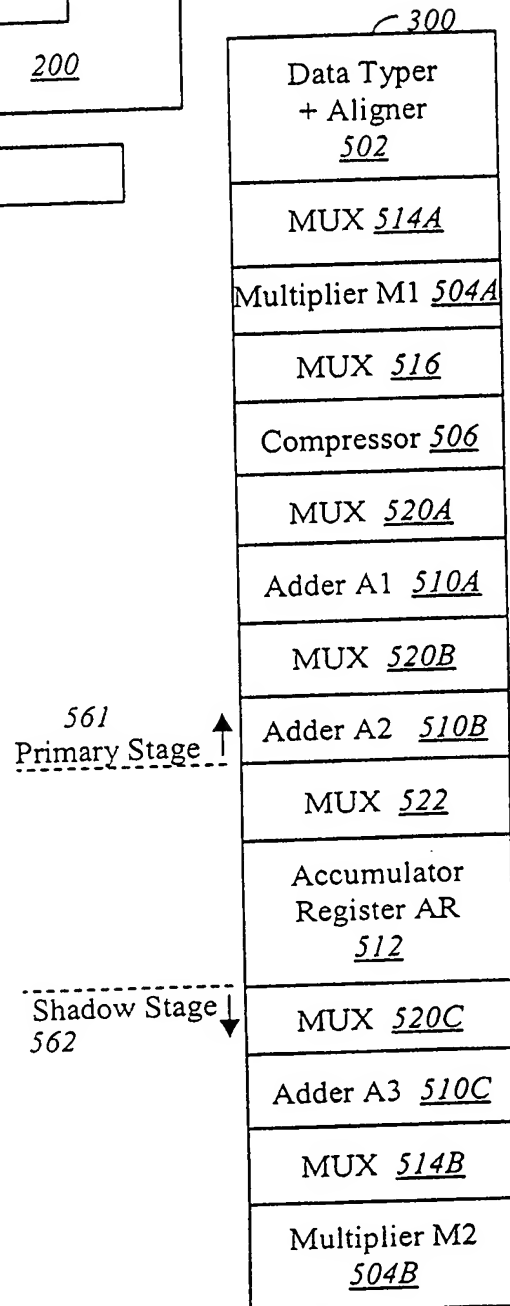 300
200
Data Typer
+ Aligner
502
MUX 514A
Multiplier M1 504A
MUX 516
Compressor 506
MUX 520A
Adder A1 510A
MUX 520B
561
Primary Stage
Adder A2 510B
MUX 522
Accumulator
Register AR
512
Shadow Stage
562
MUX 520C
Adder A3 510C
MUX 514B
Multiplier M2
504B